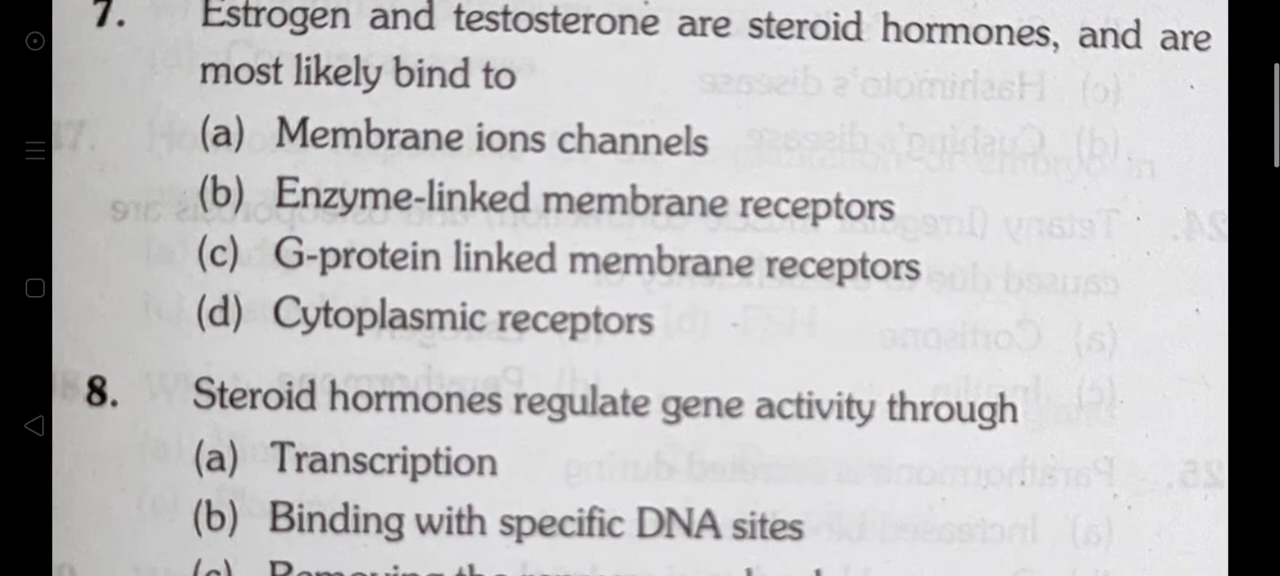 7. Estrogen and testosterone are steroid hormones, and are
most likely bind to
(a) Membrane ions channels
(b) Enzyme-linked membrane receptors
(c) G-protein linked membrane receptors
(d) Cytoplasmic receptors
8. Steroid hormones regulate gene activity through
(a) Transcription
(b) Binding with specific DNA sites
(c) Removing the